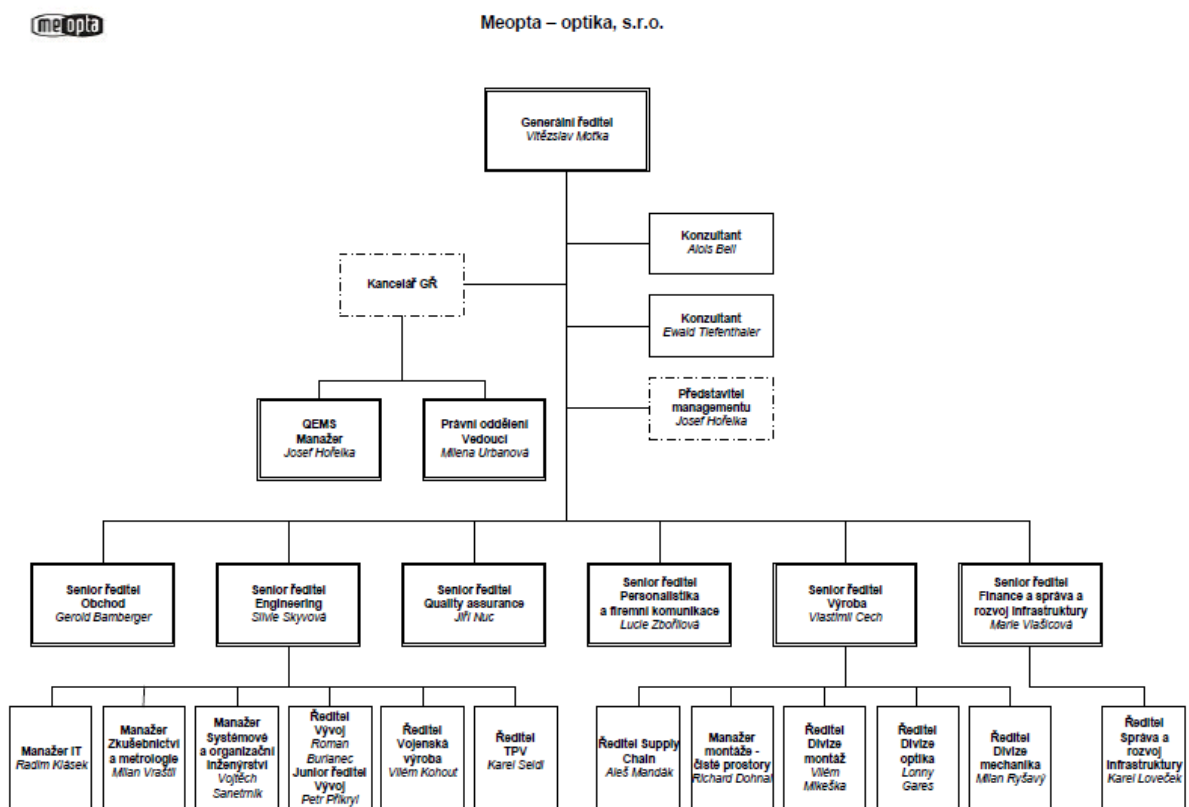 meopta
Meopta – optika, s.r.o.
Generální ředitel
Vítězslav Moťka
Konzultant
Alois Bell
Kancelář GŘ
Konzultant
Ewald Tiefenthaler
Představitel
managementu
Josef Hořelka
QEMS
Manažer
Josef Hořelka
Právní oddělení
Vedoucí
Milena Urbanová
Senior ředitel
Obchod
Gerold Bamberger
Senior ředitel
Engineering
Silvie Skyvová
Senior ředitel
Quality assurance
Jiří Nuc
Senior ředitel
Personalistika
a firemní komunikace
Lucie Zbořilová
Senior ředitel
Výroba
Vlastimil Cech
Senior ředitel
Finance a správa a
rozvoj infrastruktury
Marie Vlašicová
Manažer IT
Radim Klásek
Manažer
Zkušebnictví
a metrologie
Milan Vraštil
Manažer
Systémové
a organizační
inženýrství
Vojtěch
Sanetrník
Ředitel
Vývoj
Roman
Burianec
Junior ředitel
Vývoj
Petr Přikryl
Ředitel
Vojenská
výroba
Vilém Kohout
Ředitel
TPV
Karel Seidl
Ředitel Supply
Chain
Aleš Mandák
Manažer
montáže -
čisté prostory
Richard Dohnal
Ředitel
Divize
montáž
Vilém
Mikeška
Ředitel
Divize
optika
Lonny
Gares
Ředitel
Divize
mechanika
Milan Ryšavý
Ředitel
Správa a
rozvoj
infrastruktury
Karel Loveček